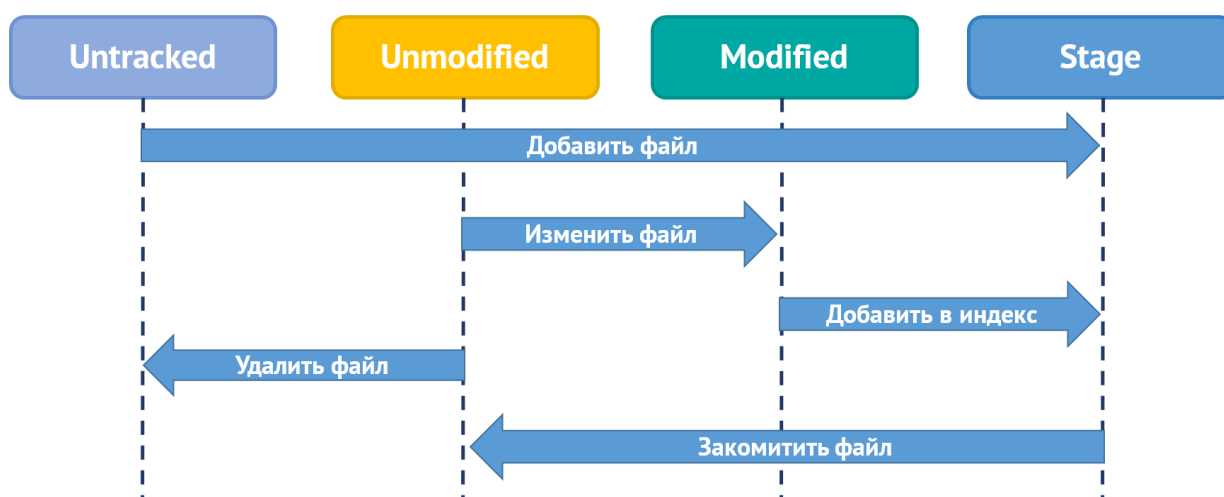 Untracked
Unmodified
Modified
Stage
Добавить файл
Изменить файл
Добавить в индекс
Удалить файл
Закомитить файл